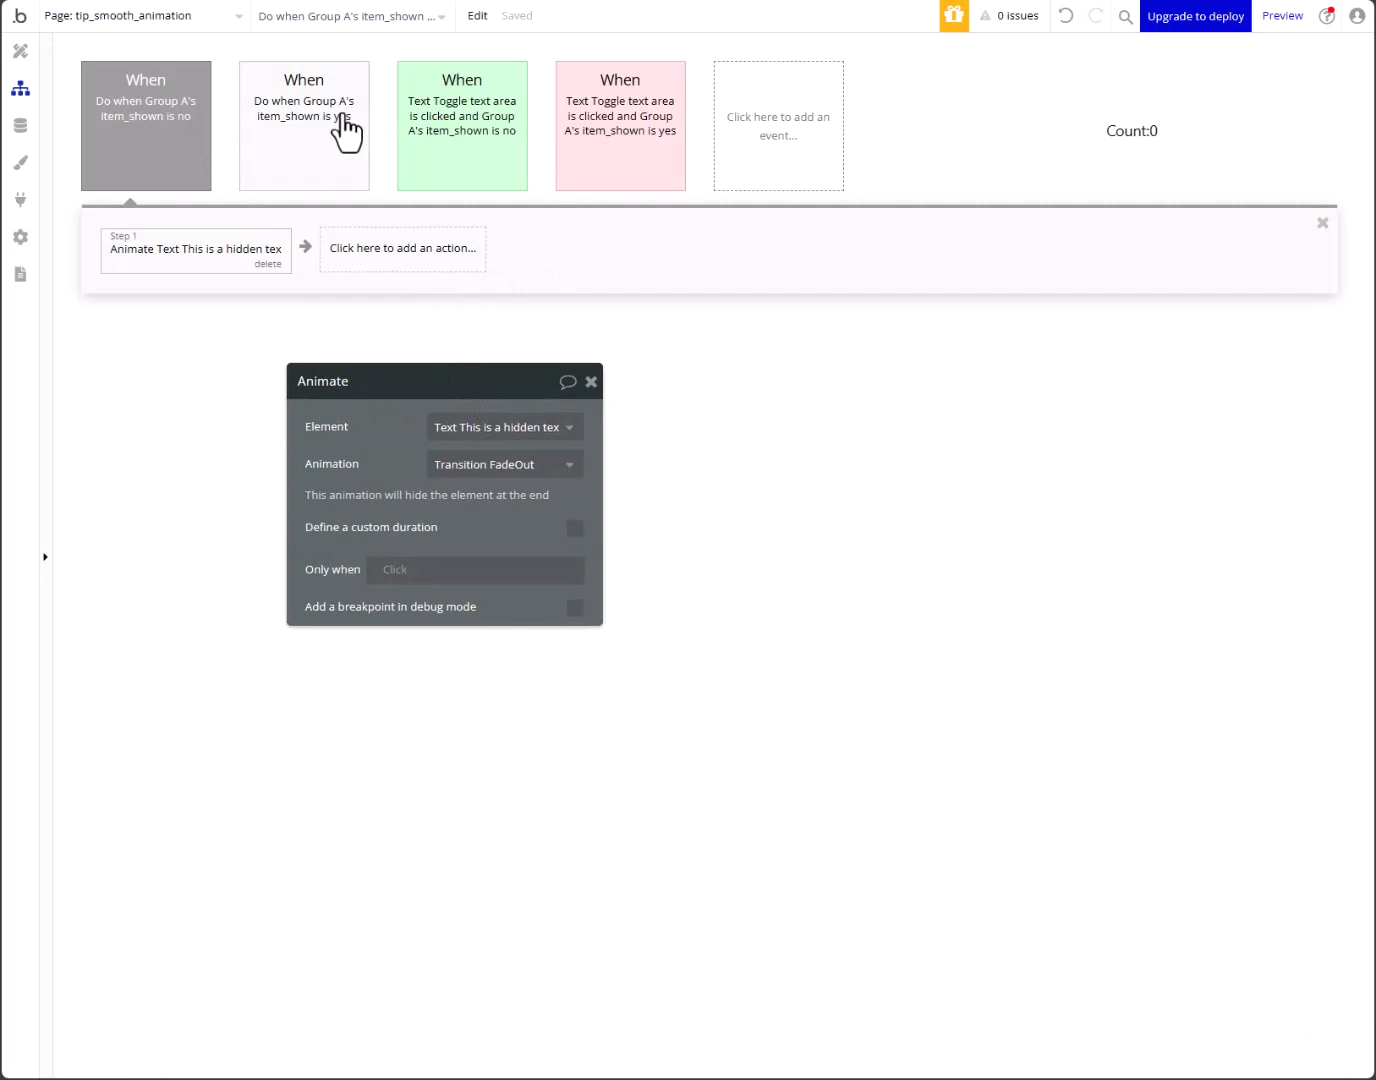 .b
Page: tip_smooth_animation
Do when Group A's item_shown ...
Edit
Saved
0 issues
Upgrade to deploy
Preview
When
Do when Group A's
item_shown is no
When
Do when Group A's
item_shown is yes
When
Text Toggle text area
is clicked and Group
A's item_shown is no
When
Text Toggle text area
is clicked and Group
A's item_shown is yes
Click here to add an
event...
Count:0
Step 1
Animate Text This is a hidden tex
delete
Click here to add an action...
Animate
Element
Text This is a hidden tex
Animation
Transition FadeOut
This animation will hide the element at the end
Define a custom duration
Only when
Click
Add a breakpoint in debug mode